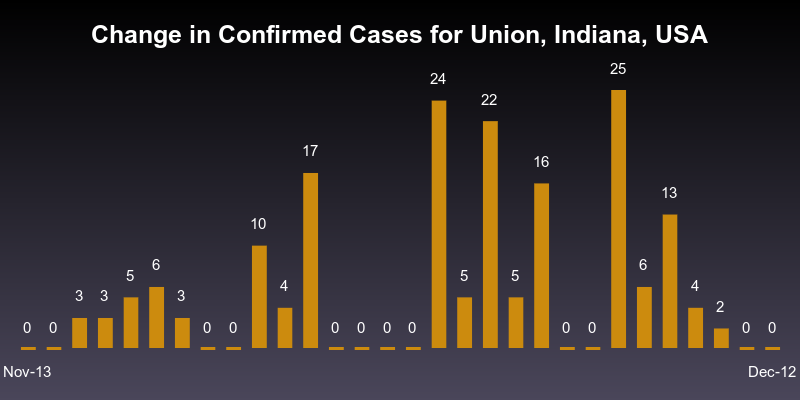 Change in Confirmed Cases for Union, Indiana, USA
0 0 3 3 5 6 3 0 0 10 4 17 0 0 0 0 24 5 22 5 16 0 0 25 6 13 4 2 0 0
Nov-13 Dec-12